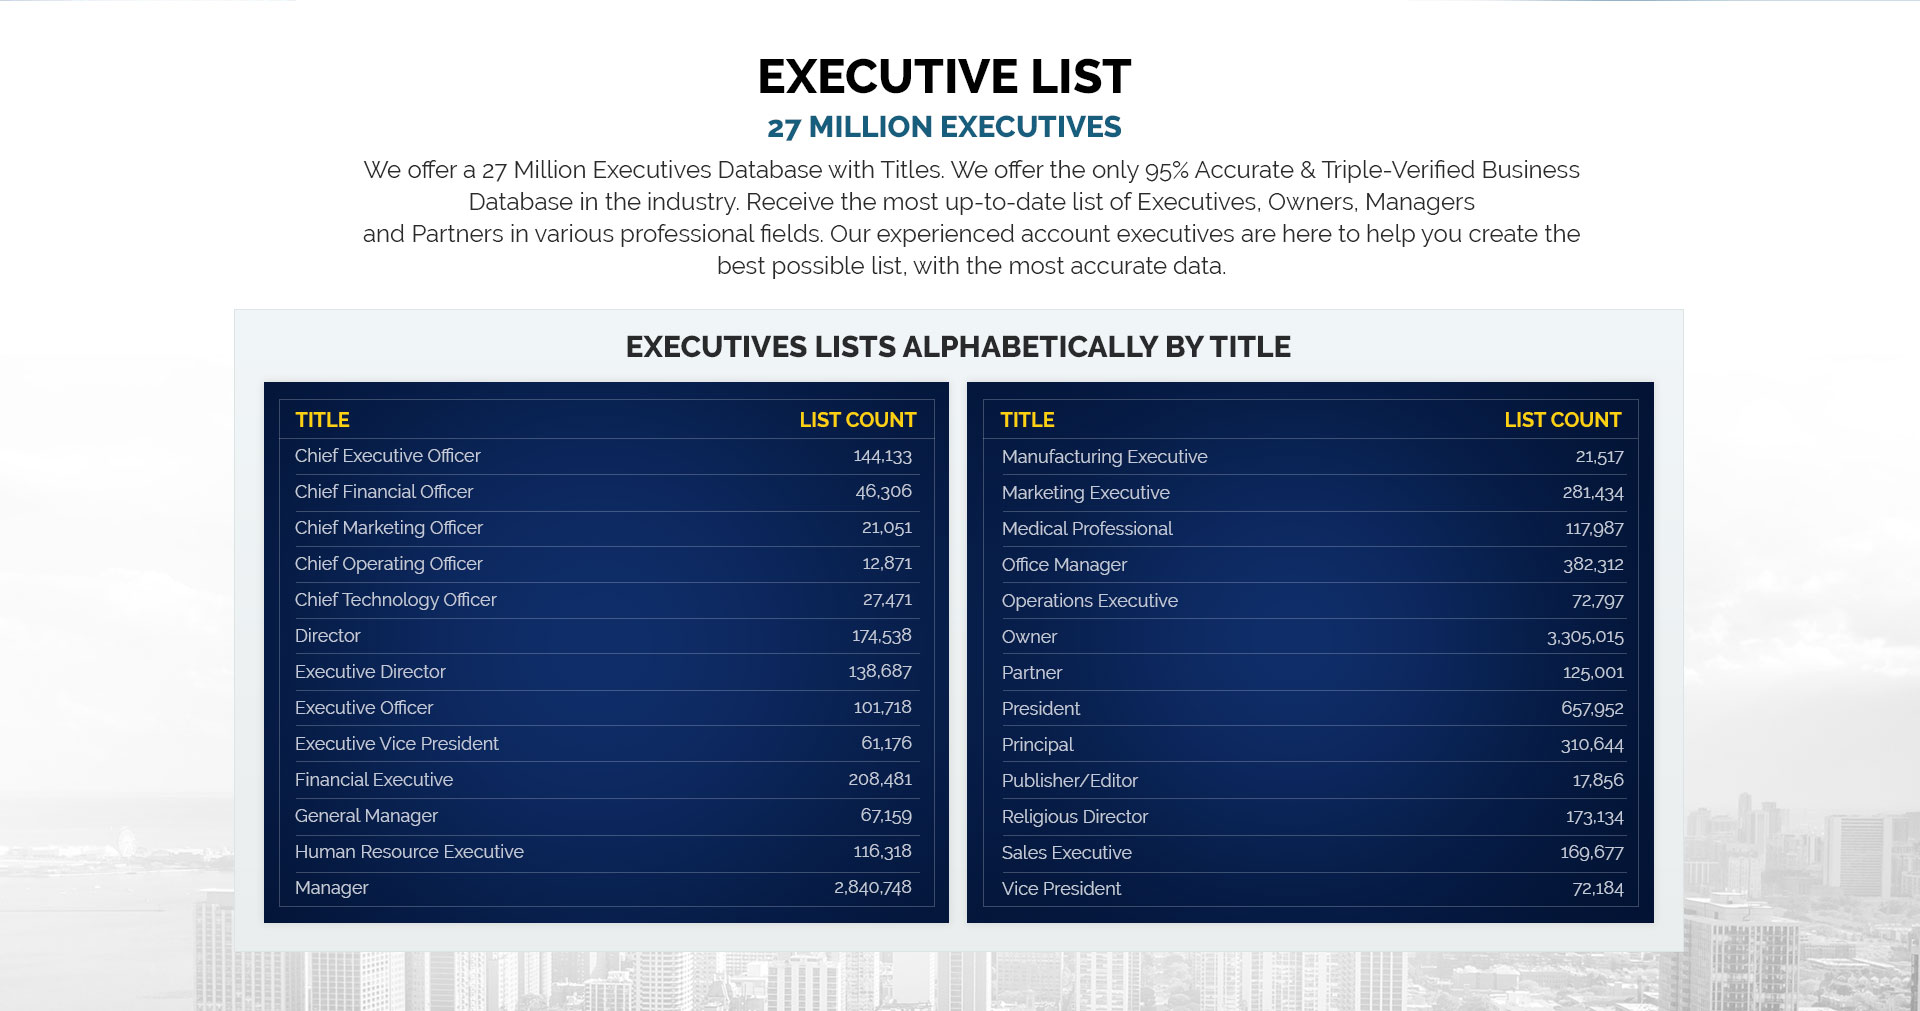 EXECUTIVE LIST
27 MILLION EXECUTIVES
We offer a 27 Million Executives Database with Titles. We offer the only 95% Accurate & Triple-Verified Business
Database in the industry. Receive the most up-to-date list of Executives, Owners, Managers
and Partners in various professional fields. Our experienced account executives are here to help you create the
best possible list, with the most accurate data.
EXECUTIVES LISTS ALPHABETICALLY BY TITLE
TITLE LIST COUNT
Chief Executive Officer 144,133
Chief Financial Officer 46,306
Chief Marketing Officer 21,051
Chief Operating Officer 12,871
Chief Technology Officer 27,471
Director 174,538
Executive Director 138,687
Executive Officer 101,718
Executive Vice President 61,176
Financial Executive 208,481
General Manager 67,159
Human Resource Executive 116,318
Manager 2,840,748
TITLE LIST COUNT
Manufacturing Executive 21,517
Marketing Executive 281,434
Medical Professional 117,987
Office Manager 382,312
Operations Executive 72,797
Owner 3,305,015
Partner 125,001
President 657,952
Principal 310,644
Publisher/Editor 17,856
Religious Director 173,134
Sales Executive 169,677
Vice President 72,184